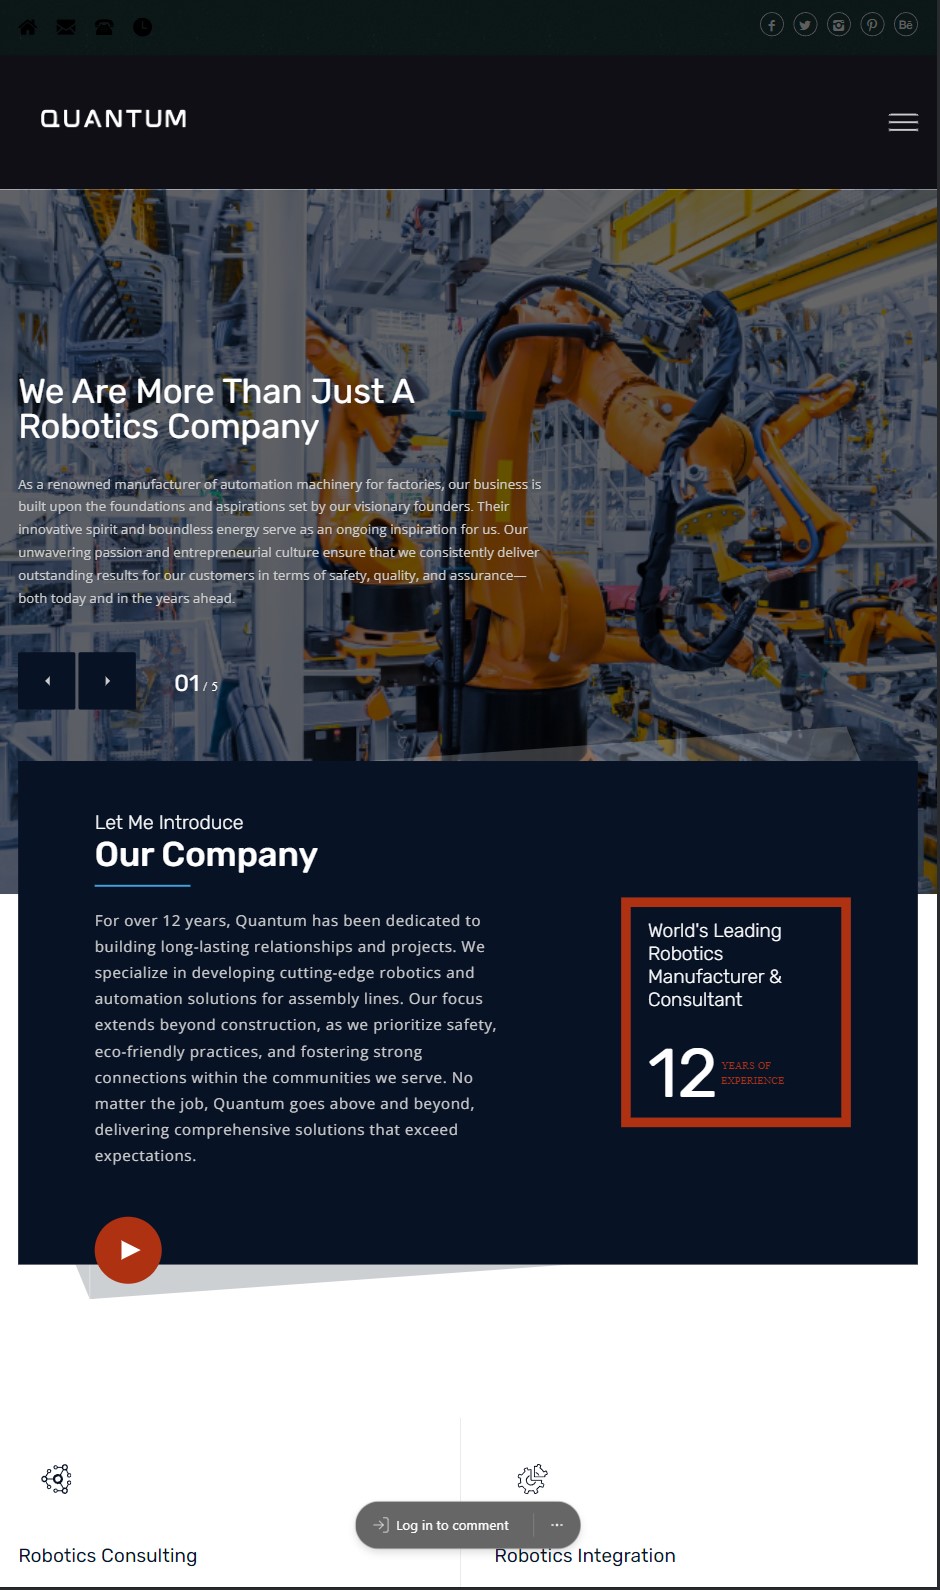 QUANTUM
We Are More Than Just A
Robotics Company
As a renowned manufacturer of automation machinery for factories, our business is
built upon the foundations and aspirations set by our visionary founders. Their
innovative spirit and boundless energy serve as an ongoing inspiration for us. Our
unwavering passion and entrepreneurial culture ensure that we consistently deliver
outstanding results for our customers in terms of safety, quality, and assurance—
both today and in the years ahead.
01 / 5
Let Me Introduce
Our Company
For over 12 years, Quantum has been dedicated to
building long-lasting relationships and projects. We
specialize in developing cutting-edge robotics and
automation solutions for assembly lines. Our focus
extends beyond construction, as we prioritize safety,
eco-friendly practices, and fostering strong
connections within the communities we serve. No
matter the job, Quantum goes above and beyond,
delivering comprehensive solutions that exceed
expectations.
World's Leading
Robotics
Manufacturer &
Consultant
12 YEARS OF
EXPERIENCE
Log in to comment
Robotics Consulting
Robotics Integration